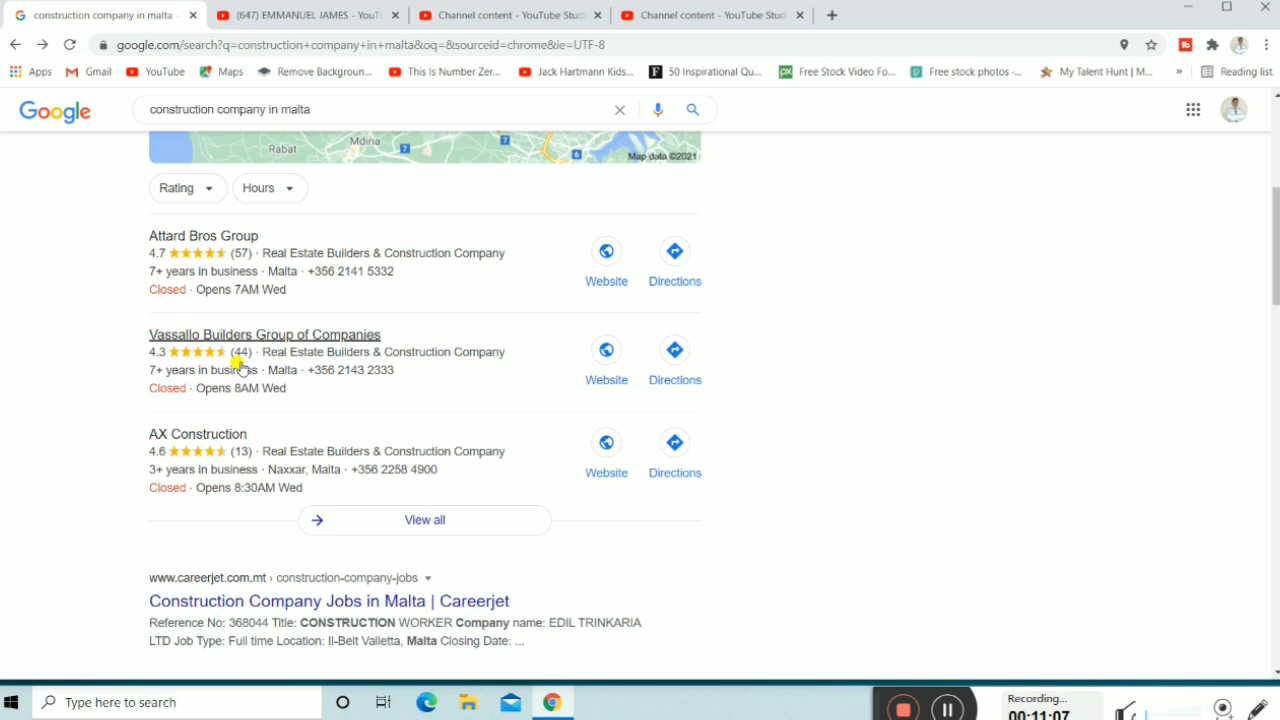 construction company in malta -
(647) EMMANUEL JAMES - YouT
Channel content - YouTube Studi
Channel content - YouTube Studi
google.com/search?q=construction+company+in+malta&oq=&sourceid=chrome&ie=UTF-8
Apps
Gmail
YouTube
Maps
Remove Backgroun...
This Is Number Zer...
Jack Hartmann Kids...
50 Inspirational Qu...
Free Stock Video Fo...
Free stock photos -...
My Talent Hunt | M...
»
Reading list
Google
construction company in malta
Rabat
Mdina
7
7
6
Map data ©2021
Rating
Hours
Attard Bros Group
4.7 (57) · Real Estate Builders & Construction Company
7+ years in business · Malta · +356 2141 5332
Closed · Opens 7AM Wed
Website
Directions
Vassallo Builders Group of Companies
4.3 (44) · Real Estate Builders & Construction Company
7+ years in business · Malta · +356 2143 2333
Closed · Opens 8AM Wed
Website
Directions
AX Construction
4.6 (13) · Real Estate Builders & Construction Company
3+ years in business · Naxxar, Malta · +356 2258 4900
Closed · Opens 8:30AM Wed
Website
Directions
View all
www.careerjet.com.mt › construction-company-jobs
Construction Company Jobs in Malta | Careerjet
Reference No: 368044 Title: CONSTRUCTION WORKER Company name: EDIL TRINKARIA
LTD Job Type: Full time Location: Il-Belt Valletta, Malta Closing Date: ...
Type here to search
Recording...
00:11:07